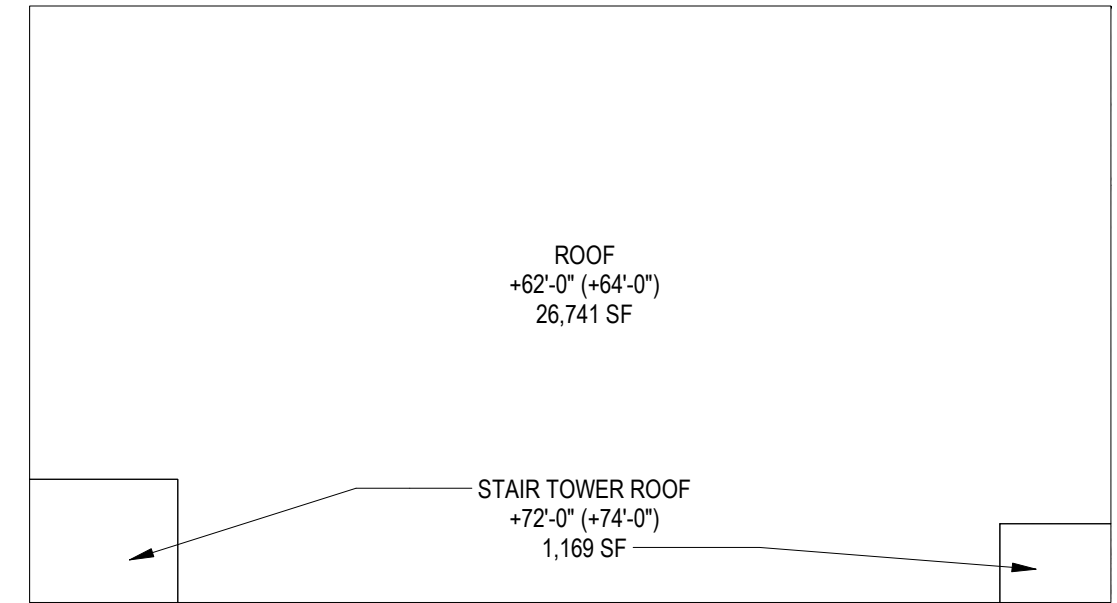 ROOF
+62'-0" (+64'-0")
26,741 SF
STAIR TOWER ROOF
+72'-0" (+74'-0")
1,169 SF